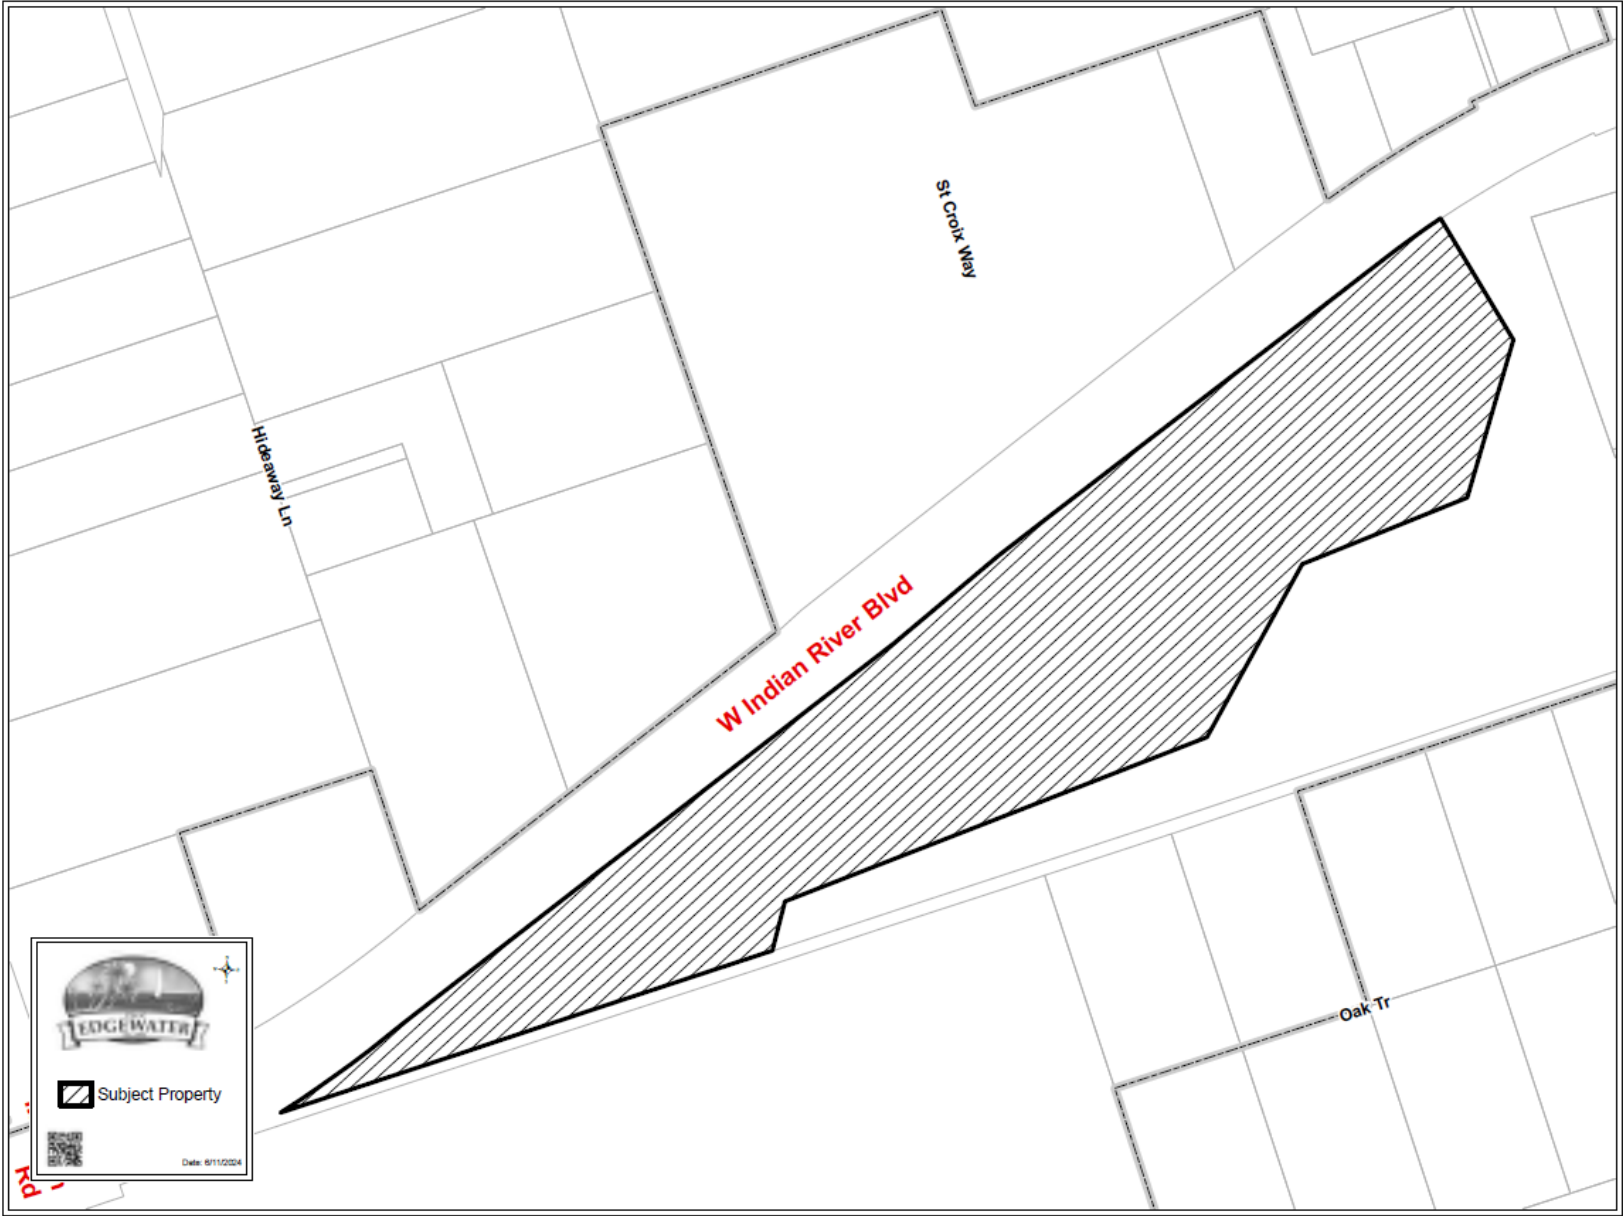 St Croix Way
Hideaway Ln
W Indian River Blvd
Oak Tr
EDGEWATER
Subject Property
Date: 6/11/2024
Rd